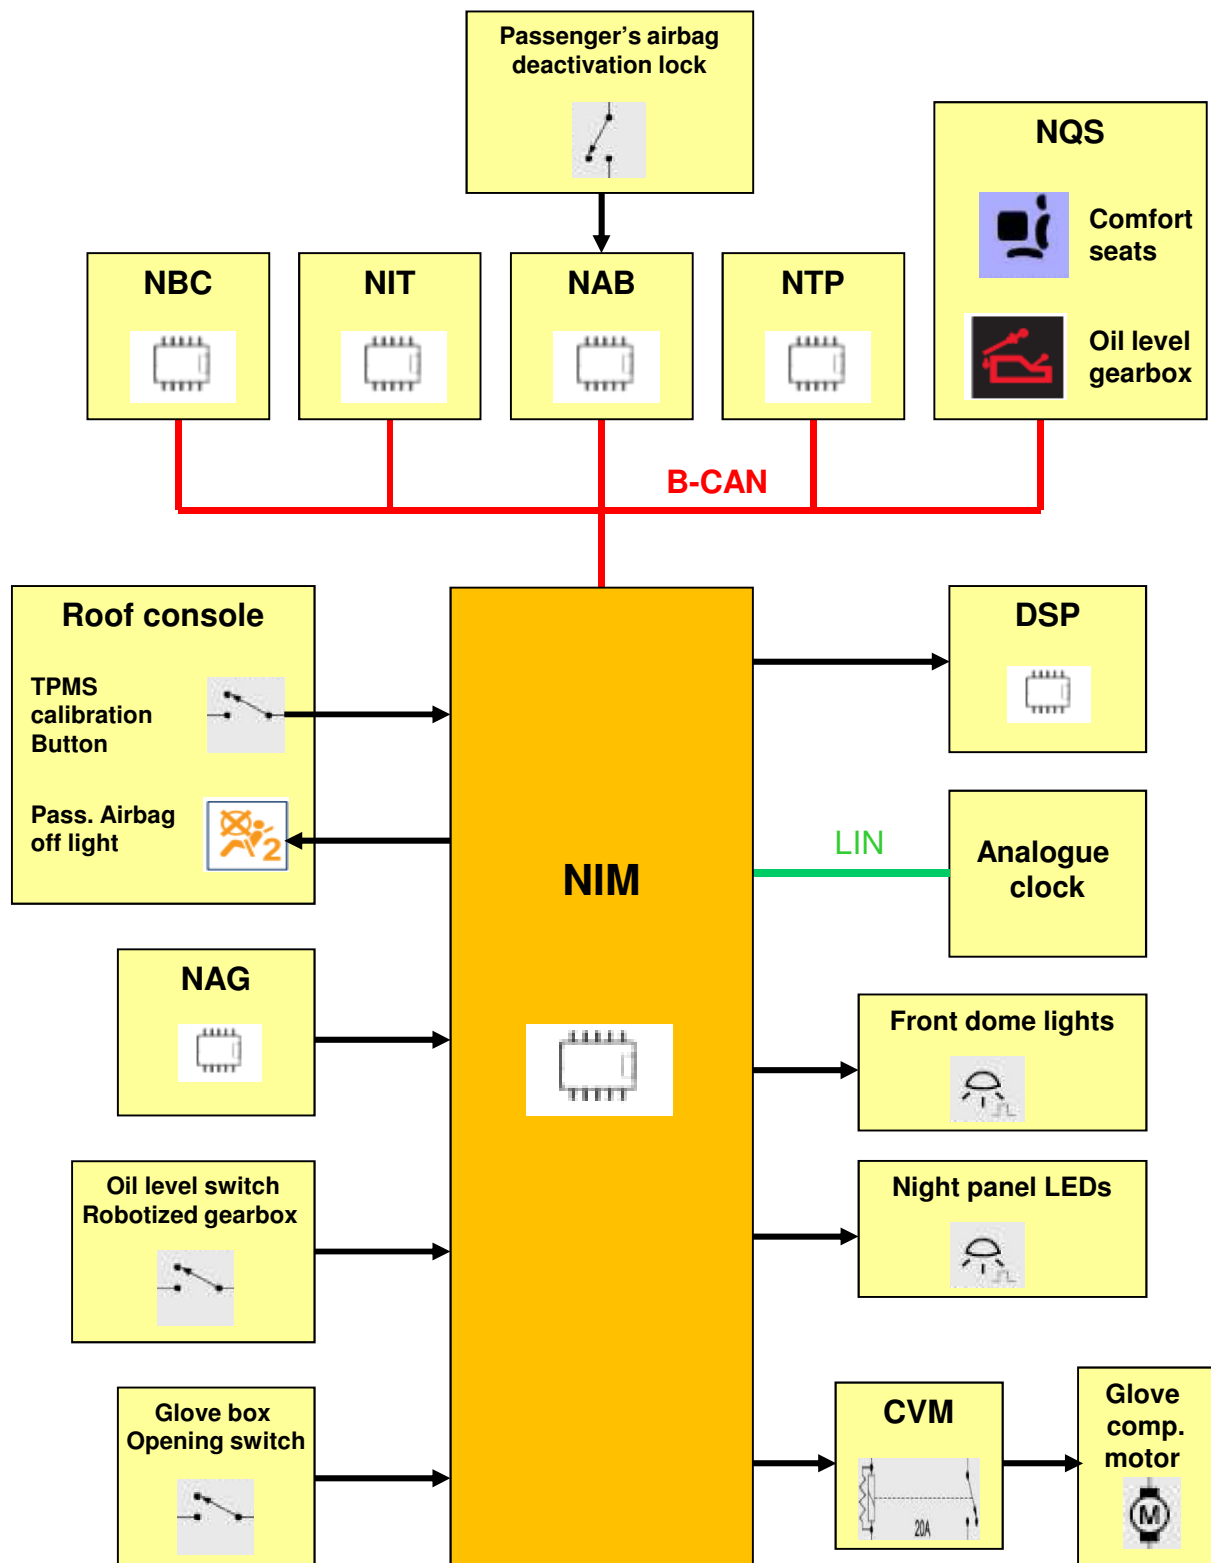 Passenger's airbag
deactivation lock
NQS
Comfort
seats
Oil level
gearbox
NBC
NIT
NAB
NTP
B-CAN
Roof console
TPMS
calibration
Button
Pass. Airbag
off light
2
NIM
DSP
LIN
Analogue
clock
NAG
Front dome lights
Oil level switch
Robotized gearbox
Night panel LEDs
Glove box
Opening switch
CVM
20A
Glove
comp.
motor
M